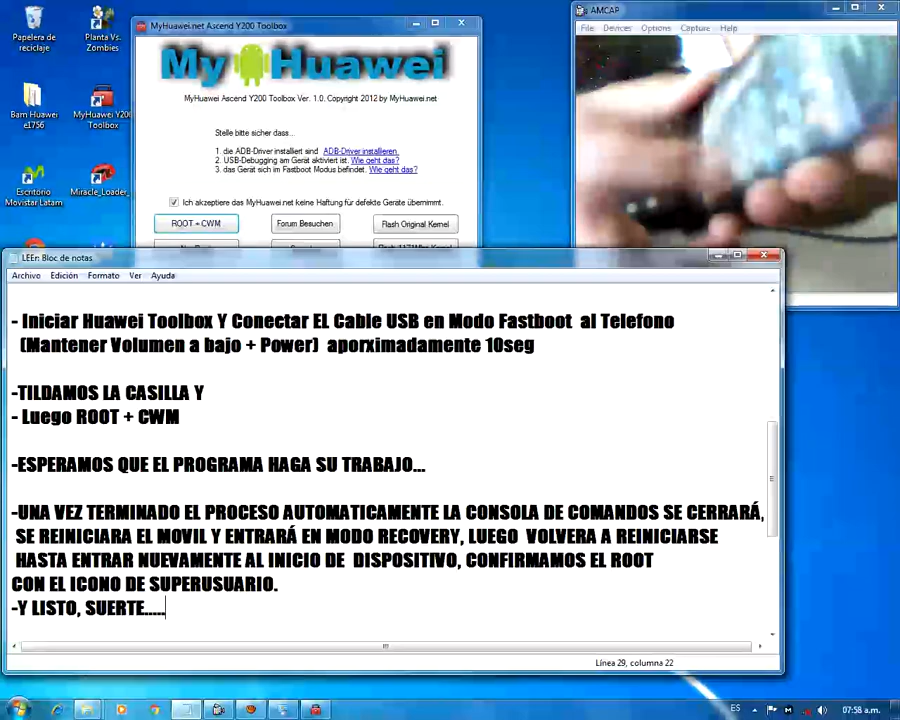 Papelera de
reciclaje
Planta Vs.
Zombies
Bam Huawei
e1756
MyHuawei Y200
Toolbox
Escritorio
Movistar Latam
Miracle_Loader_
MyHuawei.net Ascend Y200 Toolbox
My Huawei
MyHuawei Ascend Y200 Toolbox Ver. 1.0. Copyright 2012 by MyHuawei.net
Stelle bitte sicher dass...
1. die ADB-Driver installiert sind ADB-Driver installieren.
2. USB-Debugging am Gerät aktiviert ist. Wie geht das?
3. das Gerät sich im Fastboot Modus befindet. Wie geht das?
Ich akzeptiere das MyHuawei.net keine Haftung für defekte Geräte übernimmt.
ROOT + CWM
Forum Besuchen
Flash Original Kernel
AMCAP
File Devices Options Capture Help
LEEr: Bloc de notas
Archivo Edición Formato Ver Ayuda
- Iniciar Huawei Toolbox Y Conectar EL Cable USB en Modo Fastboot al Telefono
(Mantener Volumen a bajo + Power) aporximadamente 10seg
-TILDAMOS LA CASILLA Y
- Luego ROOT + CWM
-ESPERAMOS QUE EL PROGRAMA HAGA SU TRABAJO...
-UNA VEZ TERMINADO EL PROCESO AUTOMATICAMENTE LA CONSOLA DE COMANDOS SE CERRARÁ,
SE REINICIARA EL MOVIL Y ENTRARÁ EN MODO RECOVERY, LUEGO VOLVERA A REINICIARSE
HASTA ENTRAR NUEVAMENTE AL INICIO DE DISPOSITIVO, CONFIRMAMOS EL ROOT
CON EL ICONO DE SUPERUSUARIO.
-Y LISTO, SUERTE.....
Línea 29, columna 22
ES
07:58 a.m.